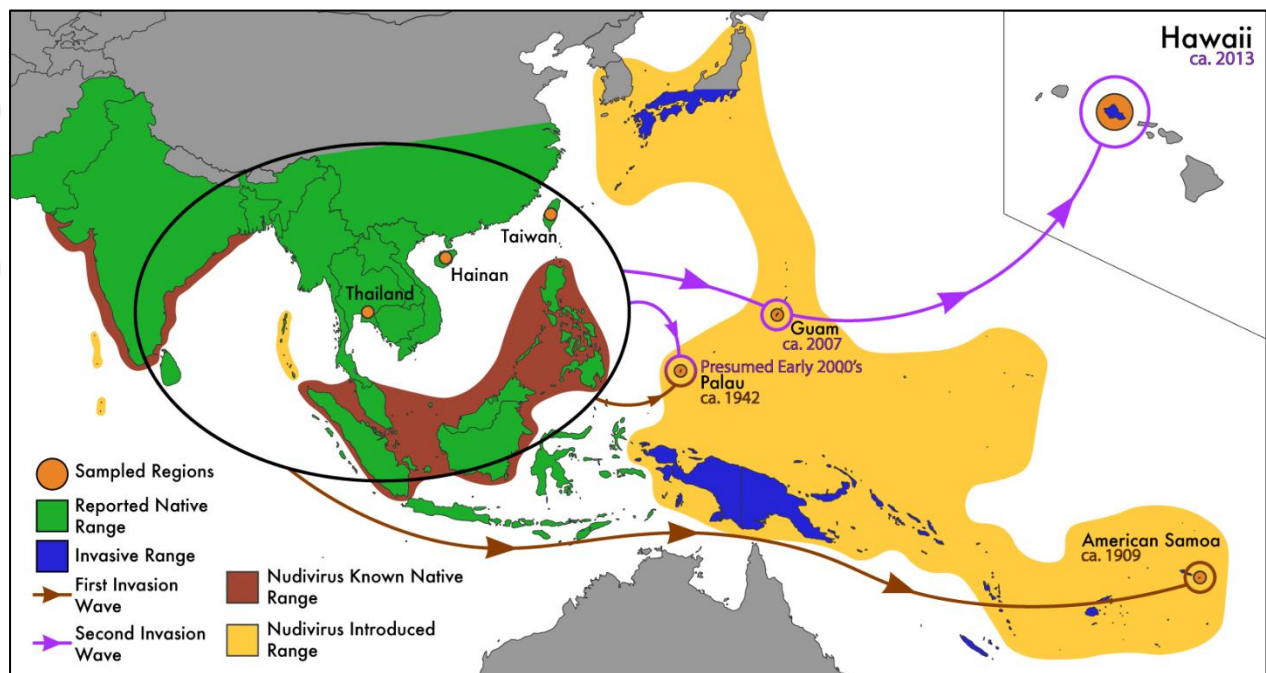 Hawaii
ca. 2013
Taiwan
Hainan
Thailand
Guam
ca. 2007
Presumed Early 2000's
Palau
ca. 1942
American Samoa
ca. 1909
Sampled Regions
Reported Native
Range
Invasive Range
First Invasion
Wave
Second Invasion
Wave
Nudivirus Known Native
Range
Nudivirus Introduced
Range